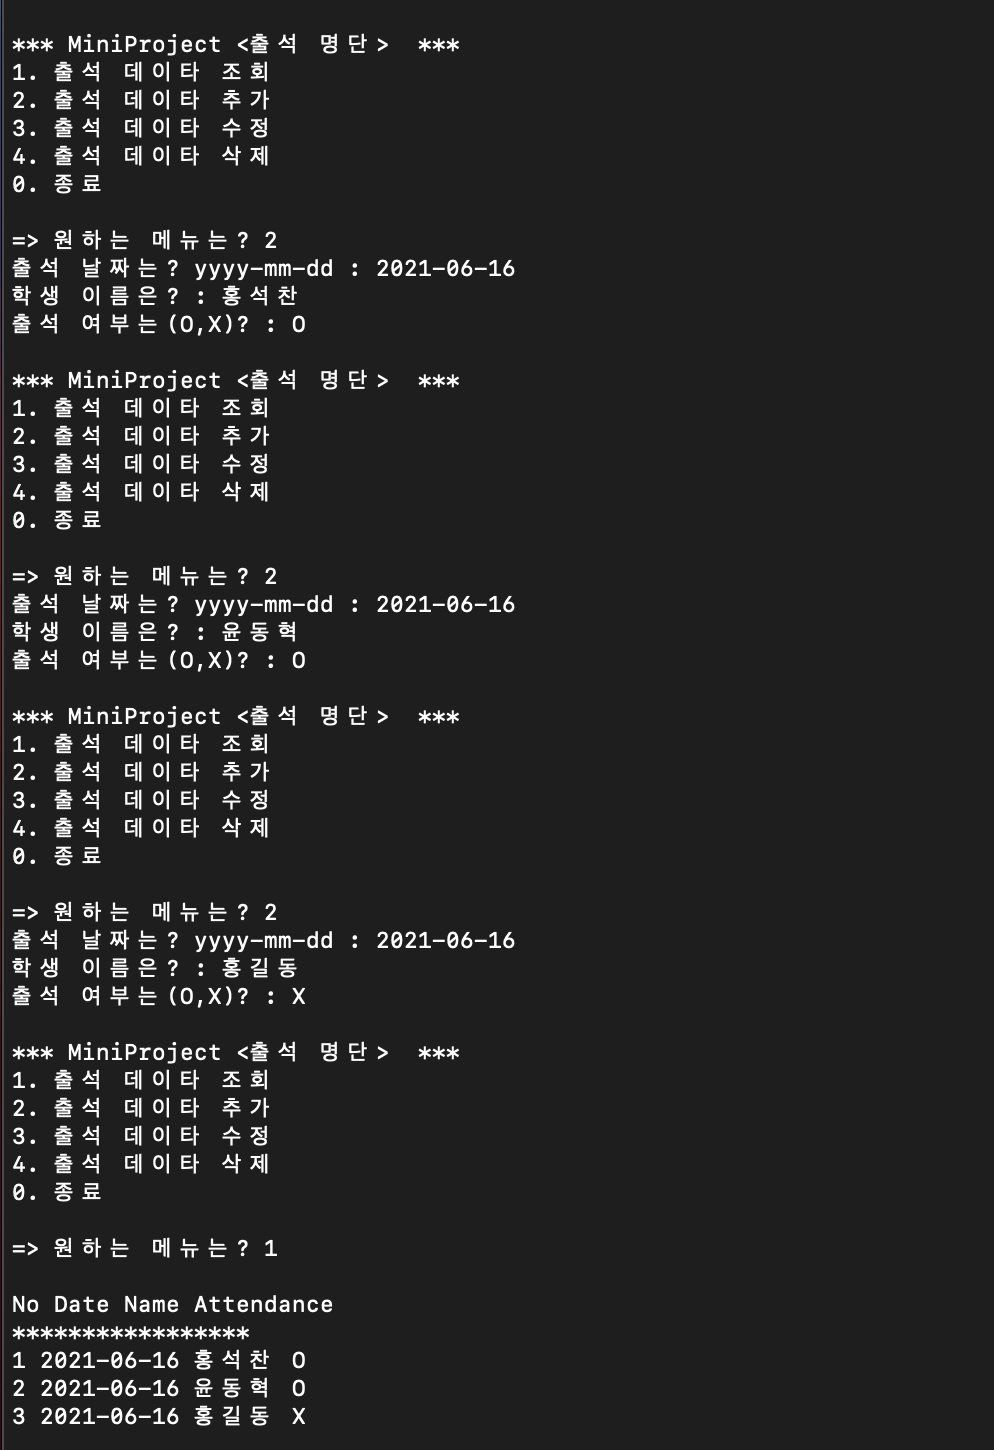 *** MiniProject <출석 명단>  ***
1. 출석 데이타 조회
2. 출석 데이타 추가
3. 출석 데이타 수정
4. 출석 데이타 삭제
0. 종료
=> 원하는 메뉴는? 2
출석 날짜는? yyyy-mm-dd : 2021-06-16
학생 이름은? : 홍석찬
출석 여부는(O,X)? : O
*** MiniProject <출석 명단>  ***
1. 출석 데이타 조회
2. 출석 데이타 추가
3. 출석 데이타 수정
4. 출석 데이타 삭제
0. 종료
=> 원하는 메뉴는? 2
출석 날짜는? yyyy-mm-dd : 2021-06-16
학생 이름은? : 윤동혁
출석 여부는(O,X)? : O
*** MiniProject <출석 명단>  ***
1. 출석 데이타 조회
2. 출석 데이타 추가
3. 출석 데이타 수정
4. 출석 데이타 삭제
0. 종료
=> 원하는 메뉴는? 2
출석 날짜는? yyyy-mm-dd : 2021-06-16
학생 이름은? : 홍길동
출석 여부는(O,X)? : X
*** MiniProject <출석 명단>  ***
1. 출석 데이타 조회
2. 출석 데이타 추가
3. 출석 데이타 수정
4. 출석 데이타 삭제
0. 종료
=> 원하는 메뉴는? 1
No Date Name Attendance
*****************
1 2021-06-16 홍석찬 O
2 2021-06-16 윤동혁 O
3 2021-06-16 홍길동 X